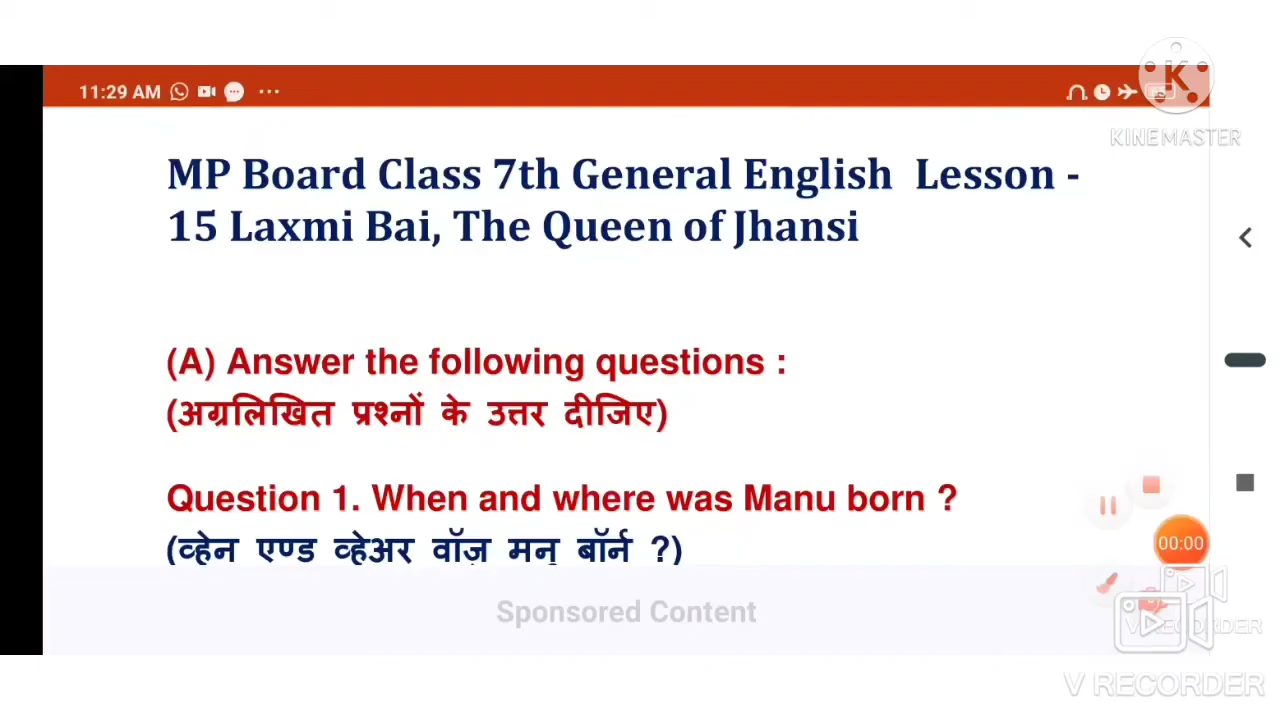 11:29 AM
KINEMASTER
MP Board Class 7th General English Lesson -
15 Laxmi Bai, The Queen of Jhansi
(A) Answer the following questions :
(अग्रलिखित प्रश्नों के उत्तर दीजिए)
Question 1. When and where was Manu born ?
(व्हेन एण्ड व्हेअर वॉज़ मनु बॉर्न ?)
00:00
Sponsored Content
V RECORDER